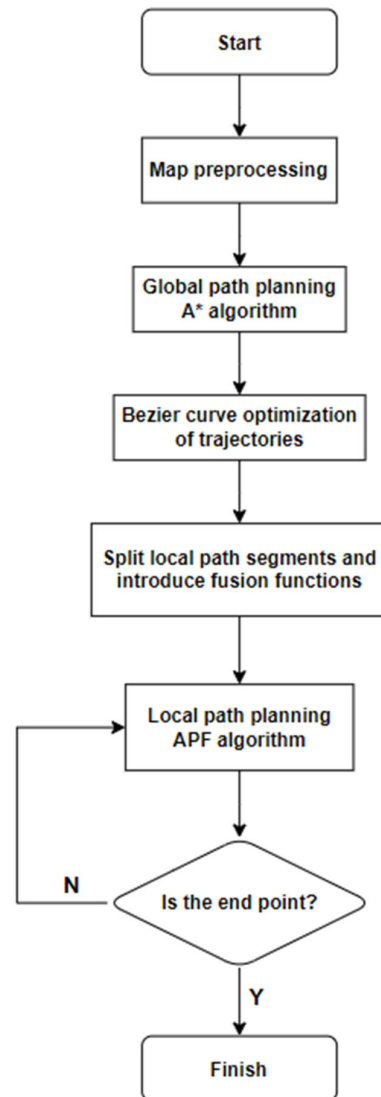 Start
Map preprocessing
Global path planning
A* algorithm
Bezier curve optimization
of trajectories
Split local path segments and
introduce fusion functions
Local path planning
APF algorithm
Is the end point?
N
Y
Finish